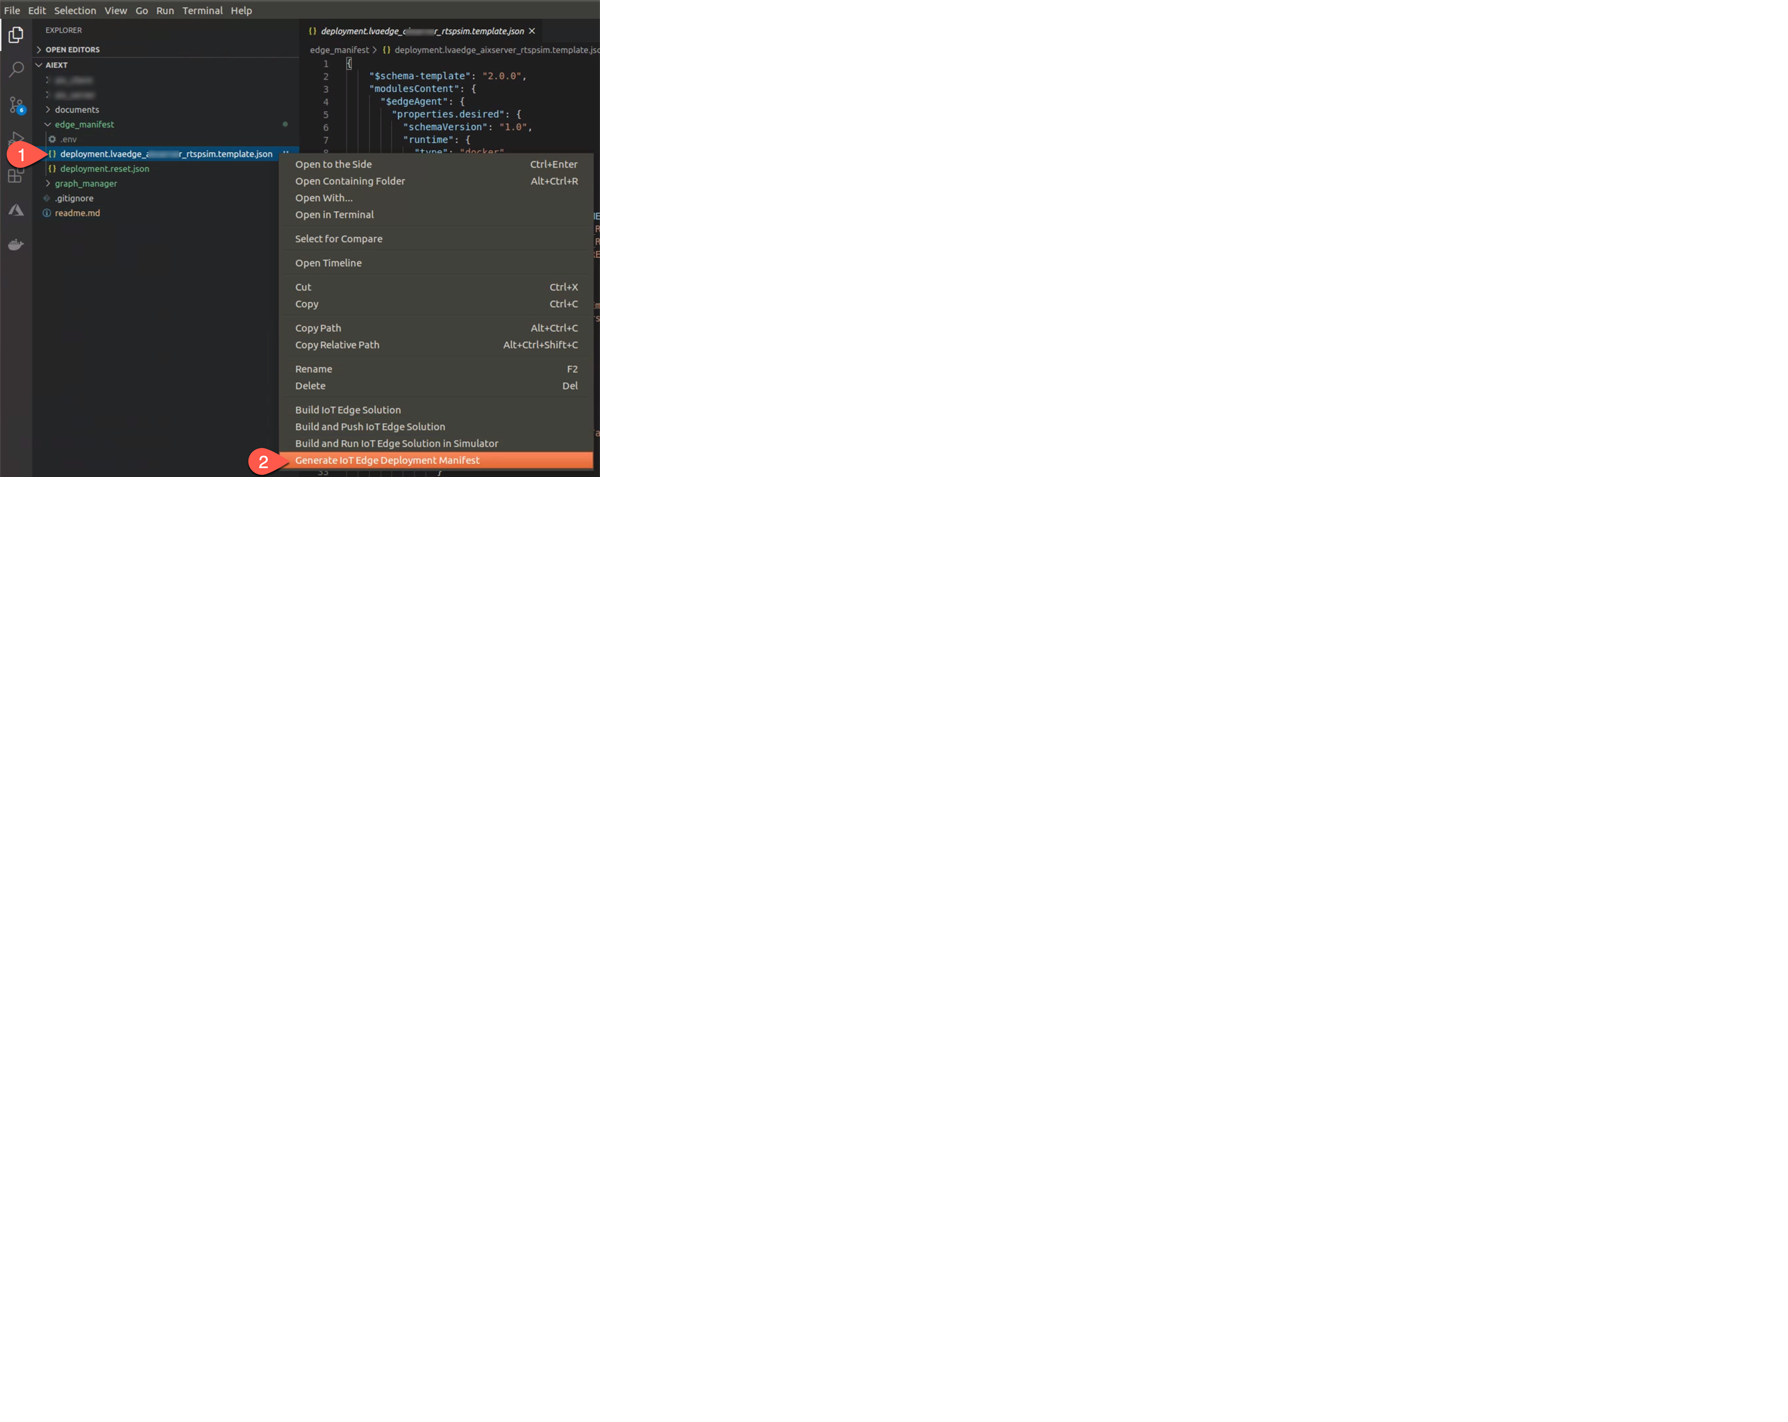 File Edit Selection View Go Run Terminal Help
EXPLORER
OPEN EDITORS
AIEXT
documents
edge_manifest
.env
deployment.lvaedge_a r_rtspsim.template.json
deployment.reset.json
graph_manager
.gitignore
readme.md
1
6
deployment.lvaedge_ r_rtspsim.template.json ×
edge_manifest > {} deployment.lvaedge_aixserver_rtspsim.template.jso
1 {
2 "$schema-template": "2.0.0",
3 "modulesContent": {
4 "$edgeAgent": {
5 "properties.desired": {
6 "schemaVersion": "1.0",
7 "runtime": {
8 "type": "docker"
Open to the Side Ctrl+Enter
Open Containing Folder Alt+Ctrl+R
Open With...
Open in Terminal
Select for Compare
Open Timeline
Cut Ctrl+X
Copy Ctrl+C
Copy Path Alt+Ctrl+C
Copy Relative Path Alt+Ctrl+Shift+C
Rename F2
Delete Del
Build IoT Edge Solution
Build and Push IoT Edge Solution
Build and Run IoT Edge Solution in Simulator
2 Generate IoT Edge Deployment Manifest
33 }